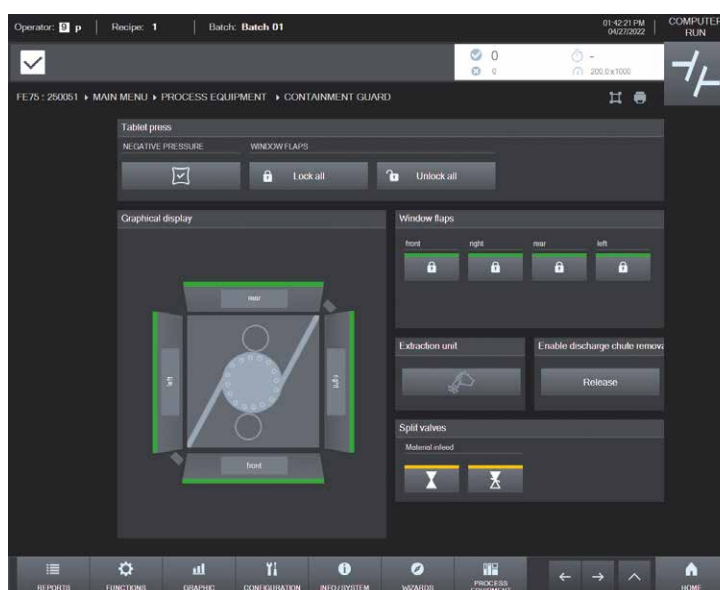 Operator: 9 p
Recipe: 1
Batch: Batch 01
01:42:21 PM
04/27/2022
COMPUTER
RUN
0
-
0
200.0 x1000
FE75 : 250051 ▸ MAIN MENU ▸ PROCESS EQUIPMENT ▸ CONTAINMENT GUARD
Tablet press
NEGATIVE PRESSURE
WINDOW FLAPS
Lock all
Unlock all
Graphical display
Window flaps
front
right
rear
left
rear
left
right
front
Extraction unit
Enable discharge chute remova
Release
Split valves
Material infeed
REPORTS
FUNCTIONS
GRAPHIC
CONFIGURATION
INFO/SYSTEM
WIZARDS
PROCESS
EQUIPMENT
HOME